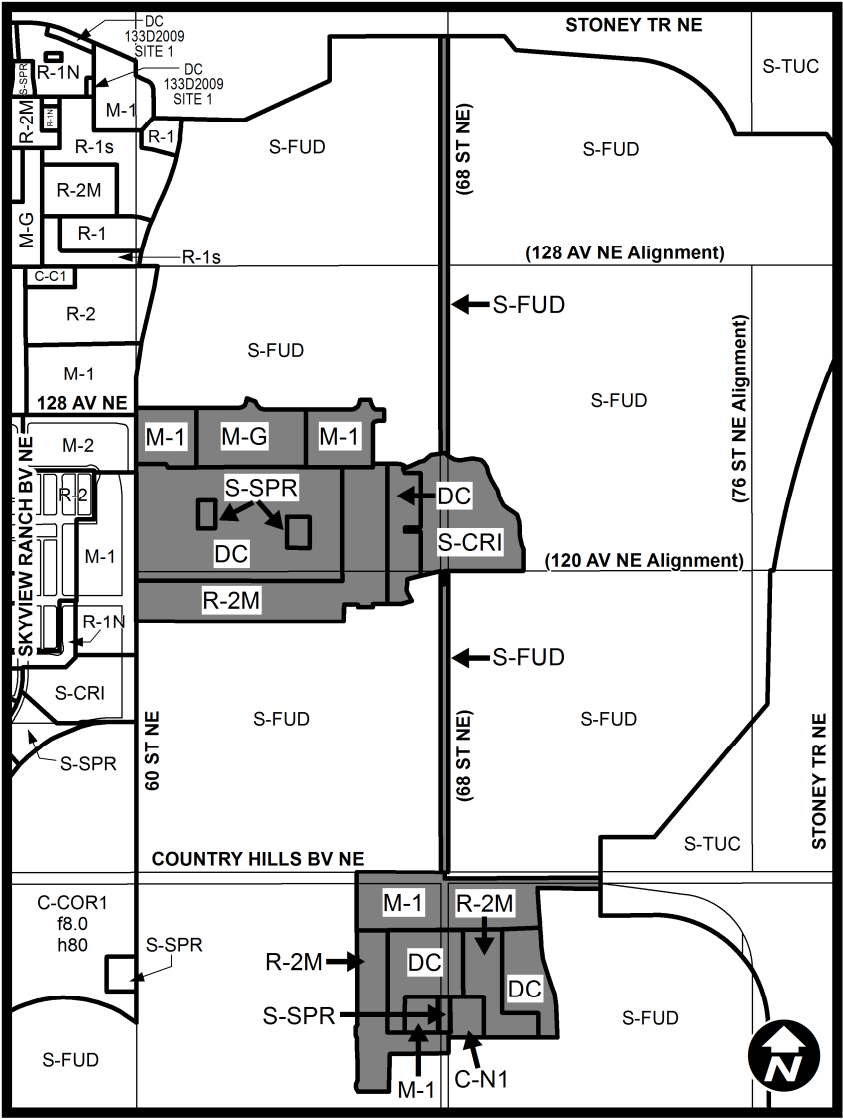 STONEY TR NE
DC
133D2009
SITE 1
S-TUC
R-1N
S-SPR
DC
133D2009
SITE 1
M-1
R-2M
R-1N
R-1
R-1s
S-FUD
(68 ST NE)
S-FUD
R-2M
M-G
R-1
R-1s
(128 AV NE Alignment)
C-C1
S-FUD
R-2
S-FUD
M-1
S-FUD
(76 ST NE Alignment)
128 AV NE
M-1
M-G
M-1
M-2
SKYVIEW RANCH BV NE
R-2
S-SPR
DC
S-CRI
M-1
DC
(120 AV NE Alignment)
R-2M
R-1N
S-FUD
S-CRI
S-FUD
S-FUD
60 ST NE
(68 ST NE)
STONEY TR NE
S-SPR
S-TUC
COUNTRY HILLS BV NE
C-COR1
f8.0
h80
M-1
R-2M
S-SPR
R-2M
DC
DC
S-SPR
S-FUD
S-FUD
M-1
C-N1
N